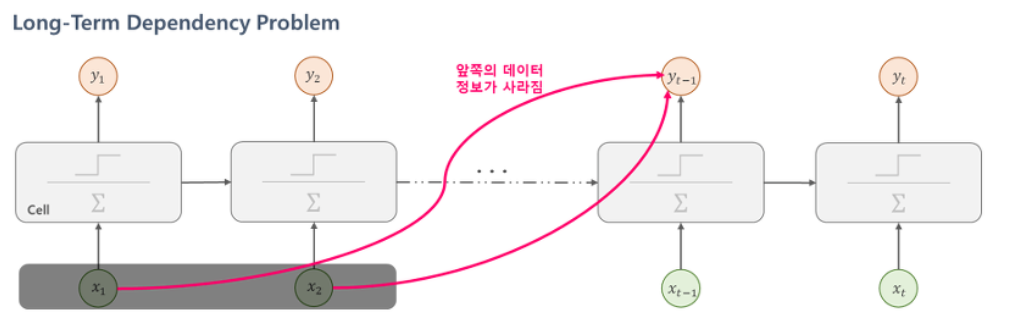 Long-Term Dependency Problem
y₁
y₂
앞쪽의 데이터
정보가 사라짐
yₜ₋₁
yₜ
...
Cell
Σ
Σ
Σ
Σ
x₁
x₂
xₜ₋₁
xₜ